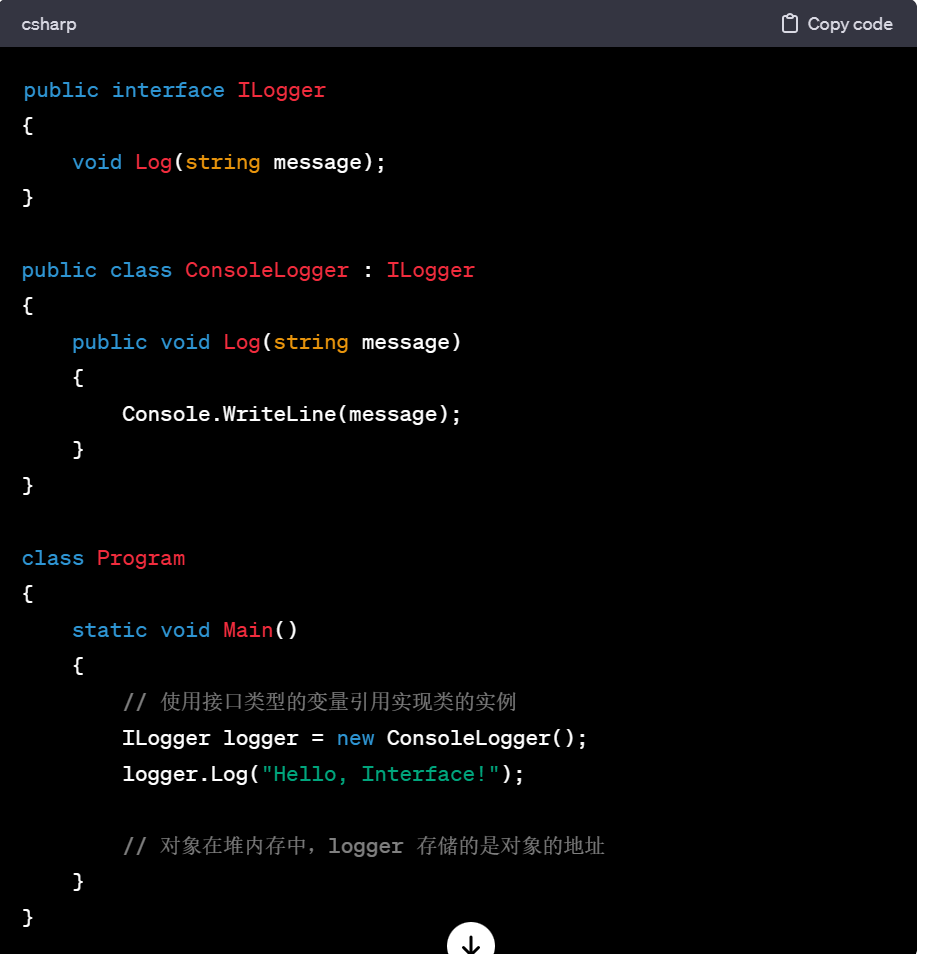 csharp
Copy code
public interface ILogger
{
    void Log(string message);
}
public class ConsoleLogger : ILogger
{
    public void Log(string message)
    {
        Console.WriteLine(message);
    }
}
class Program
{
    static void Main()
    {
        // 使用接口类型的变量引用实现类的实例
        ILogger logger = new ConsoleLogger();
        logger.Log("Hello, Interface!");
        // 对象在堆内存中，logger 存储的是对象的地址
    }
}